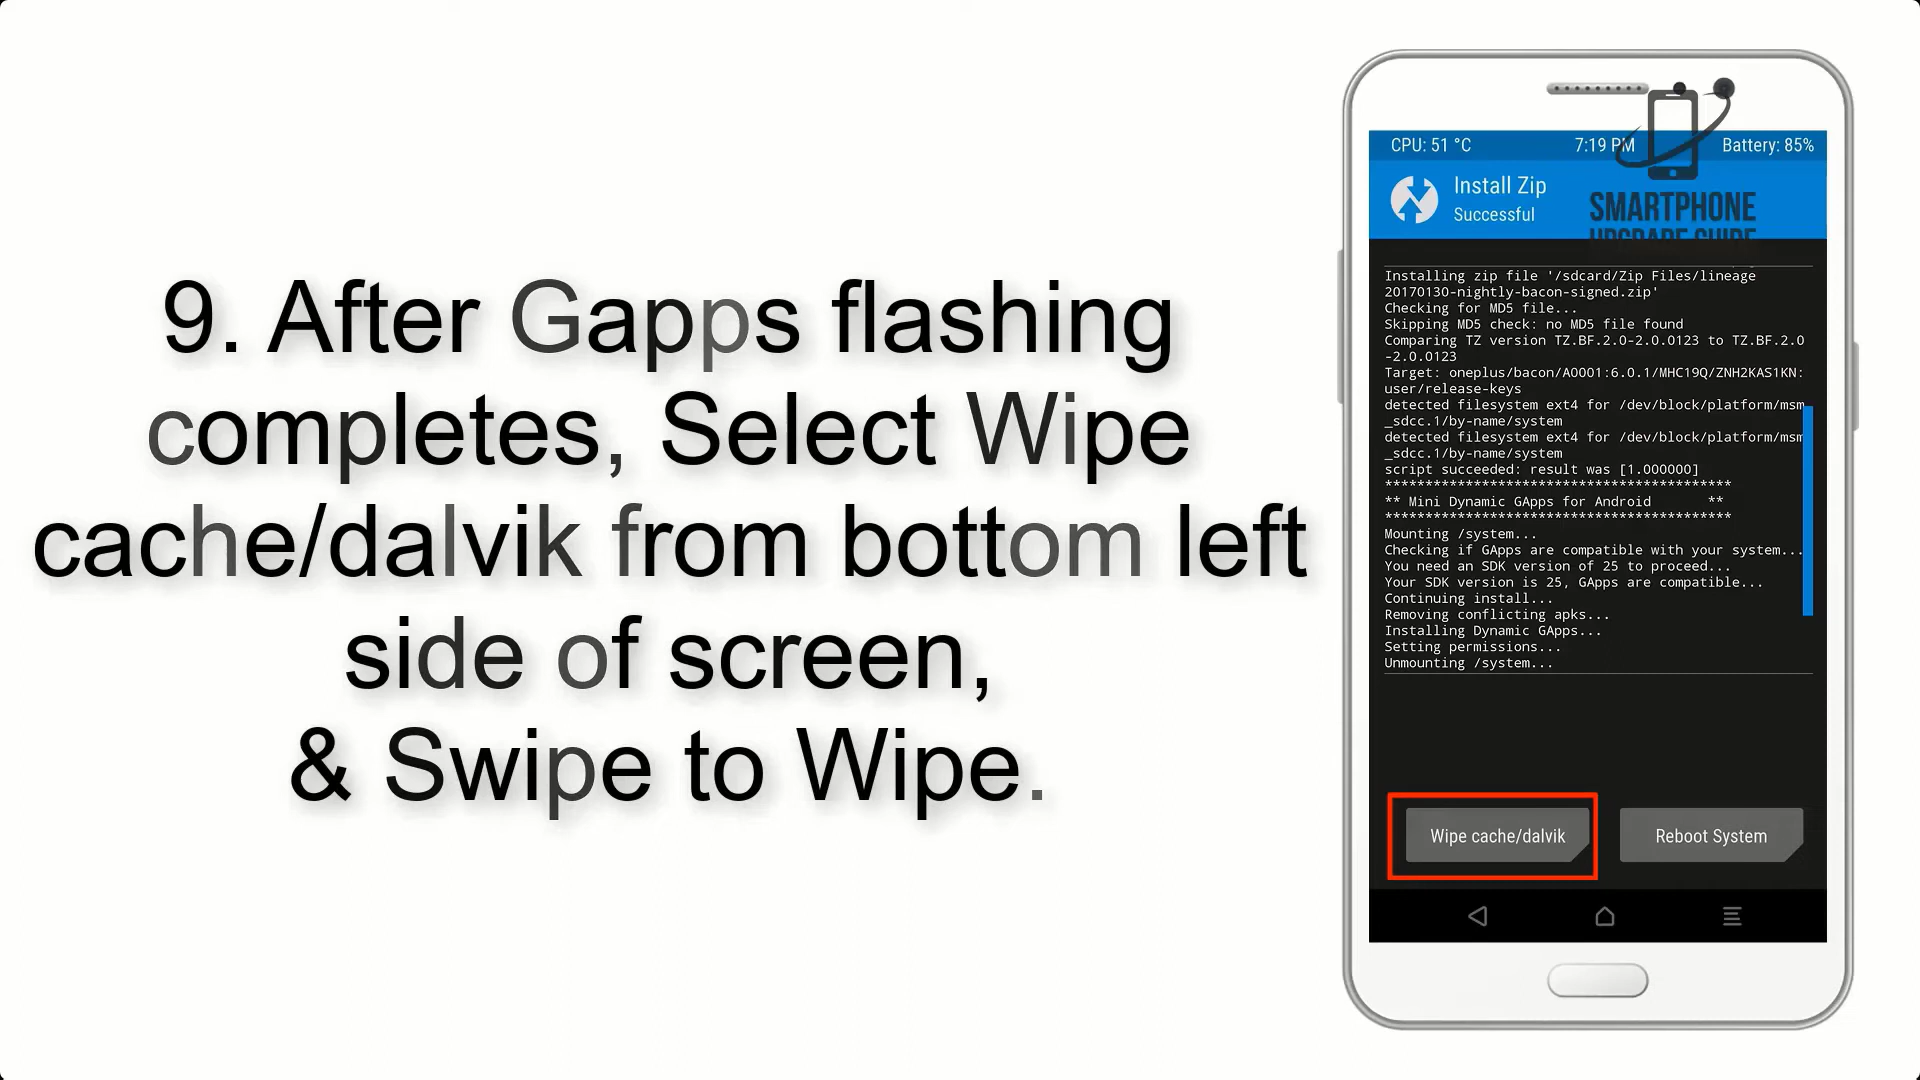 9. After Gapps flashing
completes, Select Wipe
cache/dalvik from bottom left
side of screen,
& Swipe to Wipe.
CPU: 51 °C 7:19 PM Battery: 85%
Install Zip
Successful
SMARTPHONE
UPGRADE GUIDE
Installing zip file '/sdcard/Zip Files/lineage
20170130-nightly-bacon-signed.zip'
Checking for MD5 file...
Skipping MD5 check: no MD5 file found
Comparing TZ version TZ.BF.2.0-2.0.0123 to TZ.BF.2.0
-2.0.0123
Target: oneplus/bacon/A0001:6.0.1/MHC19Q/ZNH2KAS1KN:
user/release-keys
detected filesystem ext4 for /dev/block/platform/msm
_sdcc.1/by-name/system
detected filesystem ext4 for /dev/block/platform/msm
_sdcc.1/by-name/system
script succeeded: result was [1.000000]
*******************************************
** Mini Dynamic GApps for Android **
*******************************************
Mounting /system...
Checking if GApps are compatible with your system...
You need an SDK version of 25 to proceed...
Your SDK version is 25, GApps are compatible...
Continuing install...
Removing conflicting apks...
Installing Dynamic GApps...
Setting permissions...
Unmounting /system...
Wipe cache/dalvik Reboot System